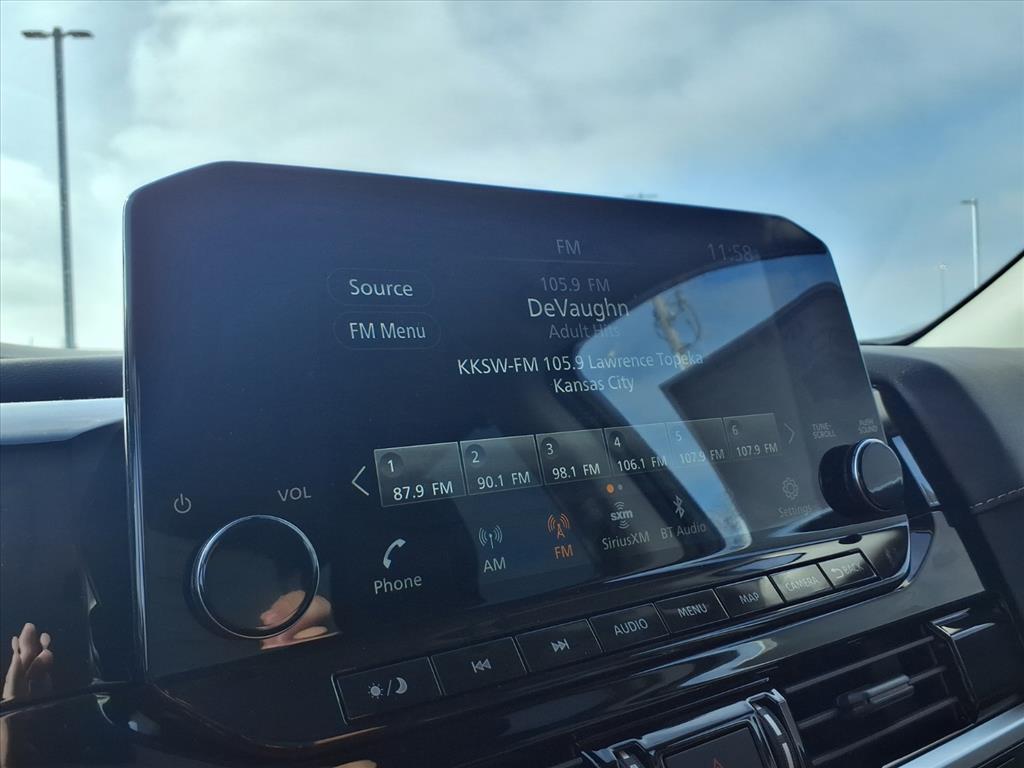 FM
11:58
Source
105.9 FM
DeVaughn
FM Menu
Adult Hits
KKSW-FM 105.9 Lawrence Topeka
Kansas City
TUNE-
SCROLL
PUSH
SOUND
1
87.9 FM
2
90.1 FM
3
98.1 FM
4
106.1 FM
5
107.9 FM
6
107.9 FM
VOL
Phone
AM
A
FM
sxm
SiriusXM
BT Audio
Settings
AUDIO
MENU
MAP
CAMERA
BACK